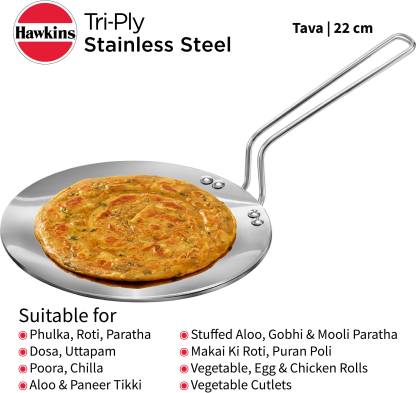 Hawkins
Tri-Ply
Stainless Steel
Tava | 22 cm
Suitable for
Phulka, Roti, Paratha
Dosa, Uttapam
Poora, Chilla
Aloo & Paneer Tikki
Stuffed Aloo, Gobhi & Mooli Paratha
Makai Ki Roti, Puran Poli
Vegetable, Egg & Chicken Rolls
Vegetable Cutlets